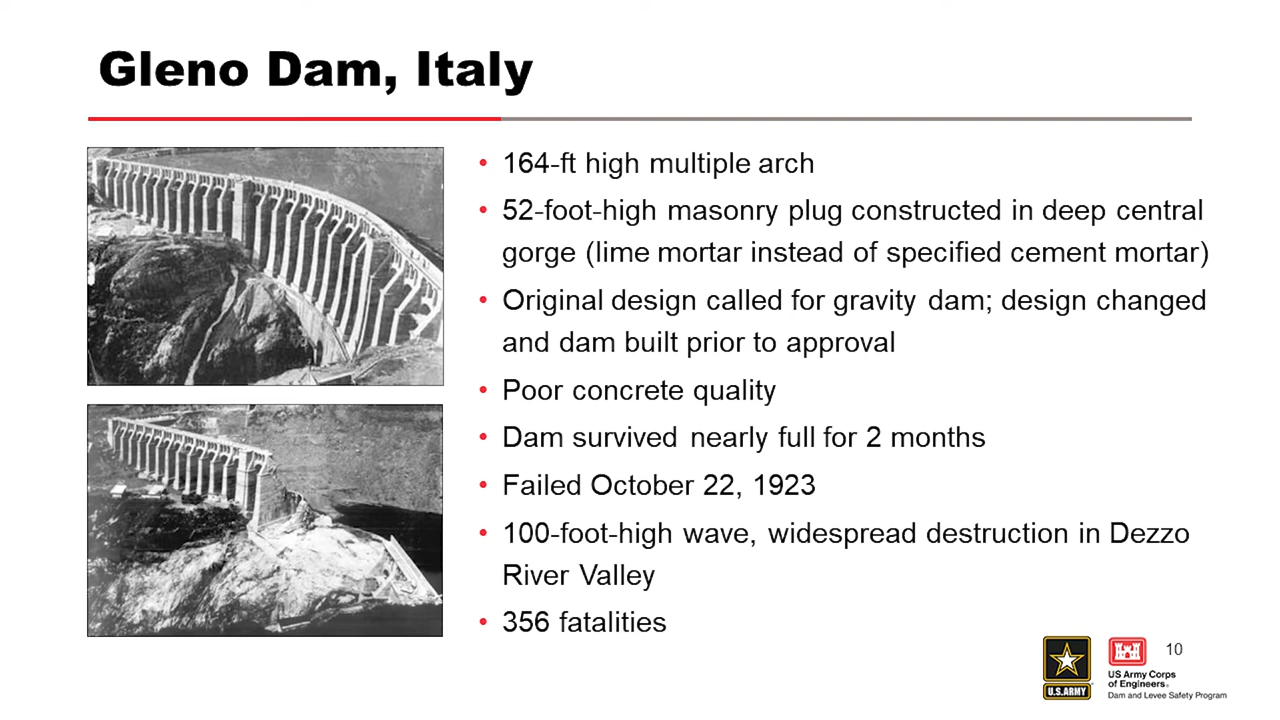 Gleno Dam, Italy
• 164-ft high multiple arch
• 52-foot-high masonry plug constructed in deep central
gorge (lime mortar instead of specified cement mortar)
• Original design called for gravity dam; design changed
and dam built prior to approval
• Poor concrete quality
• Dam survived nearly full for 2 months
• Failed October 22, 1923
• 100-foot-high wave, widespread destruction in Dezzo
River Valley
• 356 fatalities
10
U.S.ARMY
US Army Corps
of Engineers®
Dam and Levee Safety Program